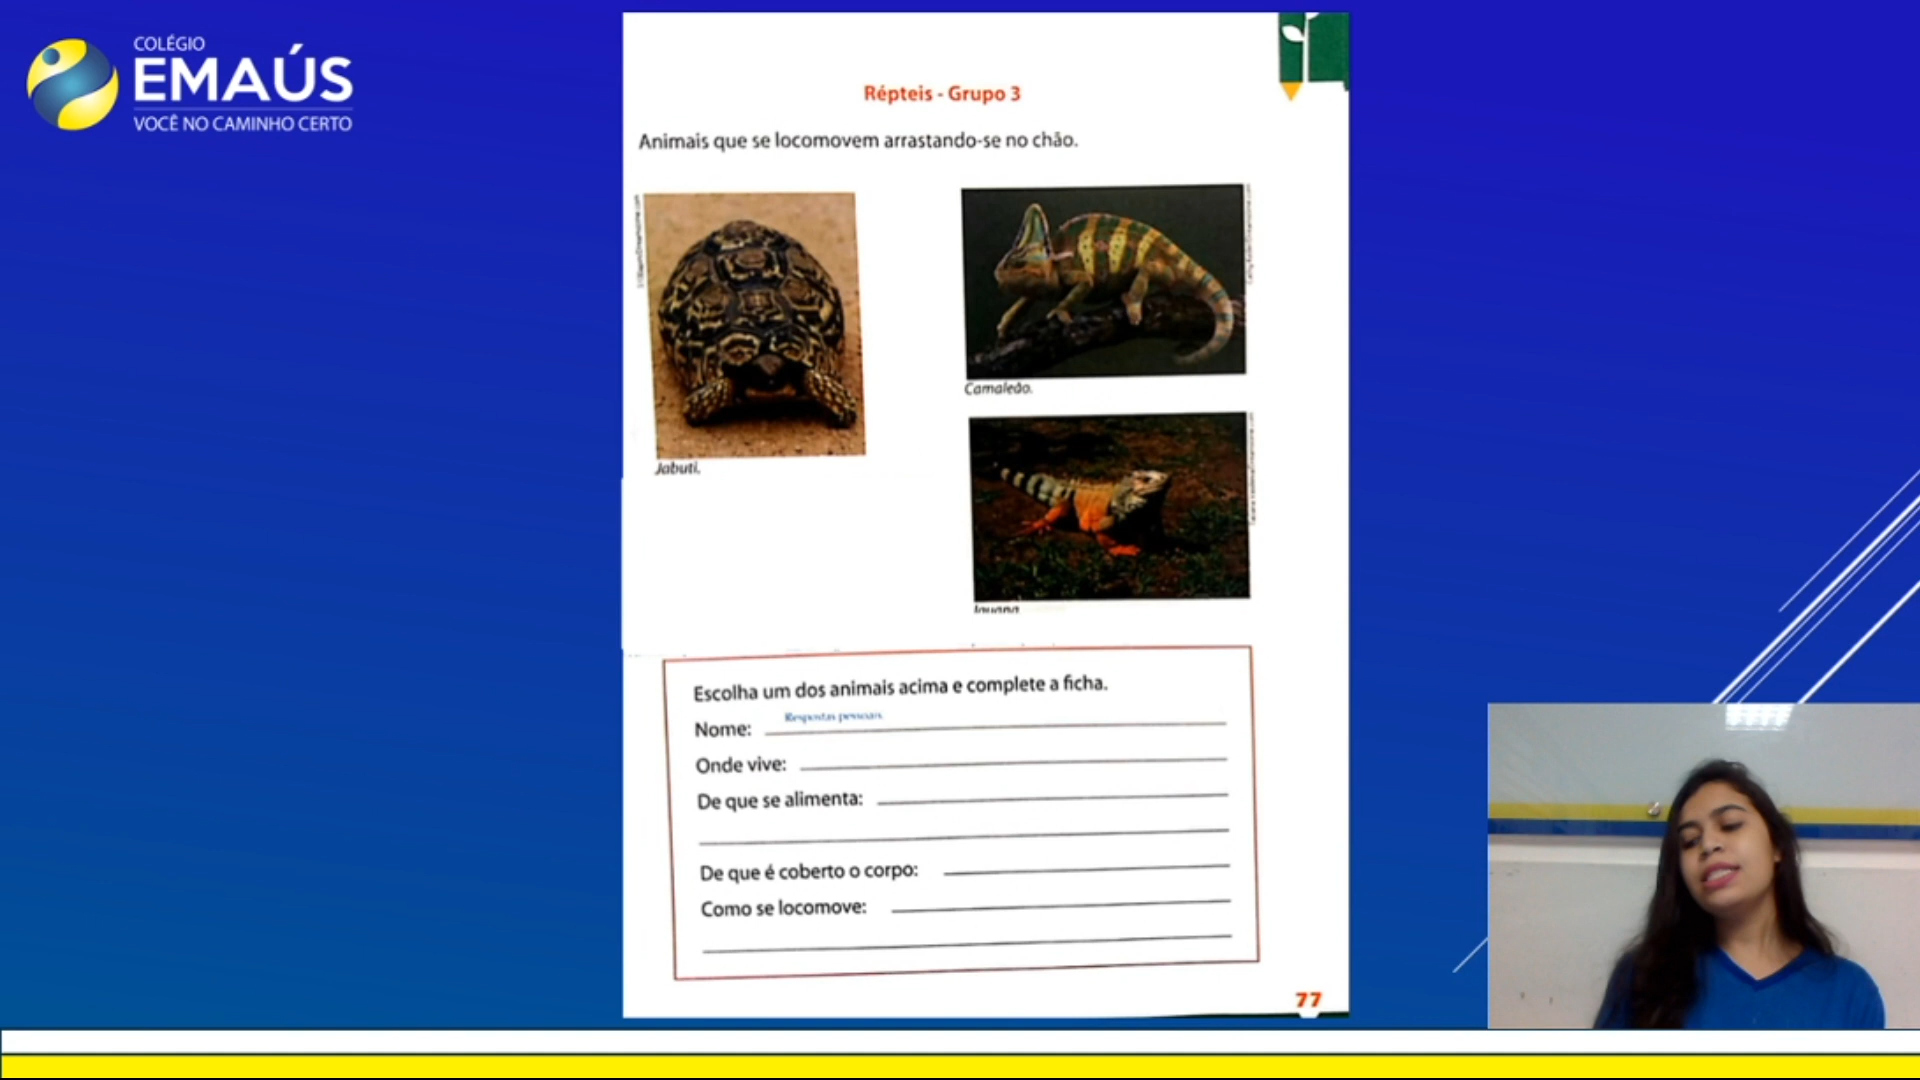 COLÉGIO
EMAÚS
VOCÊ NO CAMINHO CERTO
Répteis - Grupo 3
Animais que se locomovem arrastando-se no chão.
Jabuti.
Camaleão.
Iguana
Escolha um dos animais acima e complete a ficha.
Nome: Respostas pessoais.
Onde vive:
De que se alimenta:
De que é coberto o corpo:
Como se locomove:
77